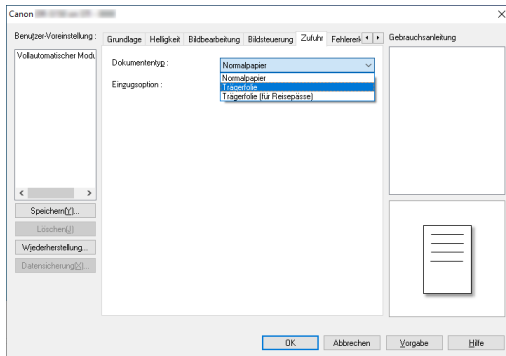 Canon
Benutzer-Voreinstellung :
Vollautomatischer Modu
Speichern(Y)...
Löschen(J)
Wiederherstellung...
Datensicherung(X)...
Grundlage Helligkeit Bildbearbeitung Bildsteuerung Zufuhr Fehlererk
Dokumententyp : Normalpapier
Normalpapier
Trägerfolie
Trägerfolie (für Reisepässe)
Einzugsoption :
Gebrauchsanleitung
OK Abbrechen Vorgabe Hilfe